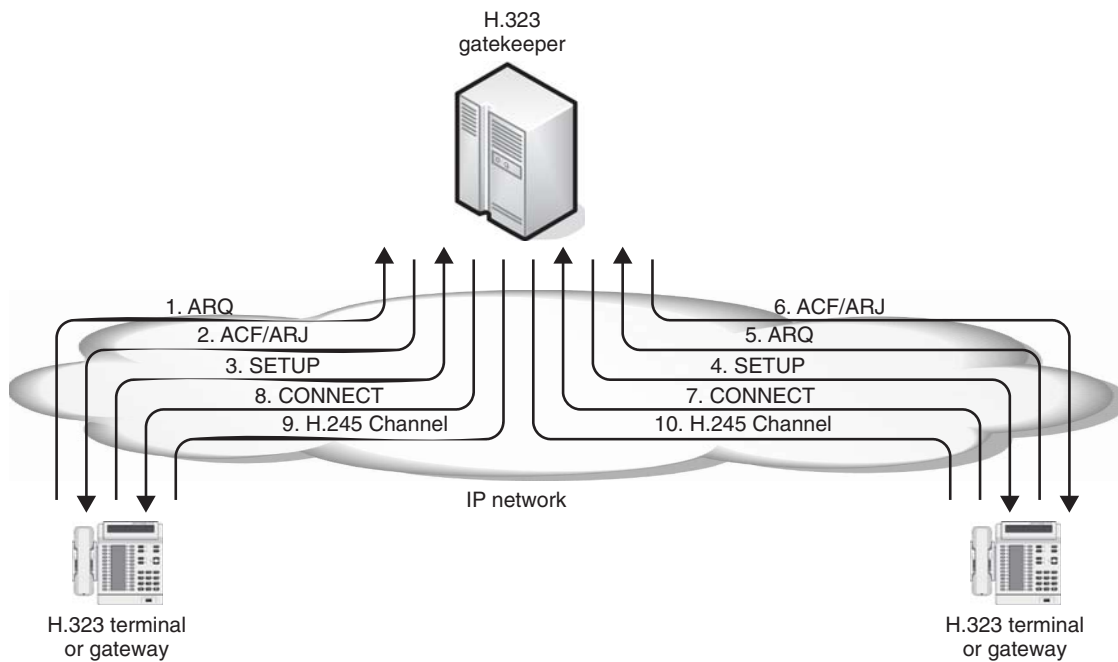 H.323
gatekeeper
1. ARQ
2. ACF/ARJ
3. SETUP
8. CONNECT
9. H.245 Channel
6. ACF/ARJ
5. ARQ
4. SETUP
7. CONNECT
10. H.245 Channel
IP network
H.323 terminal
or gateway
H.323 terminal
or gateway